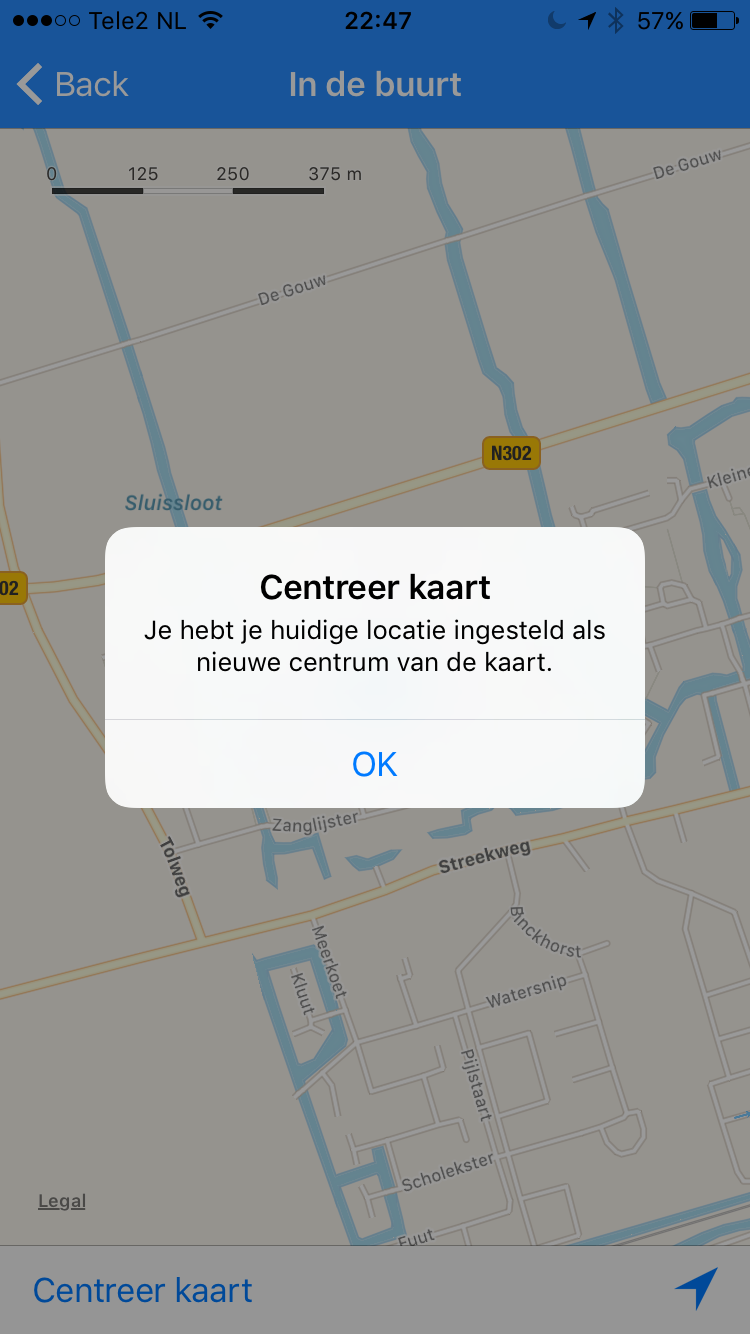 Tele2 NL 22:47 57%
Back In de buurt
0 125 250 375 m
De Gouw
De Gouw
N302
Kleine
Sluissloot
02
Centreer kaart
Je hebt je huidige locatie ingesteld als
nieuwe centrum van de kaart.
OK
Zanglijster
Tolweg
Streekweg
Binckhorst
Meerkoet
Kluut
Watersnip
Pijlstaart
Scholekster
Fuut
Legal
Centreer kaart